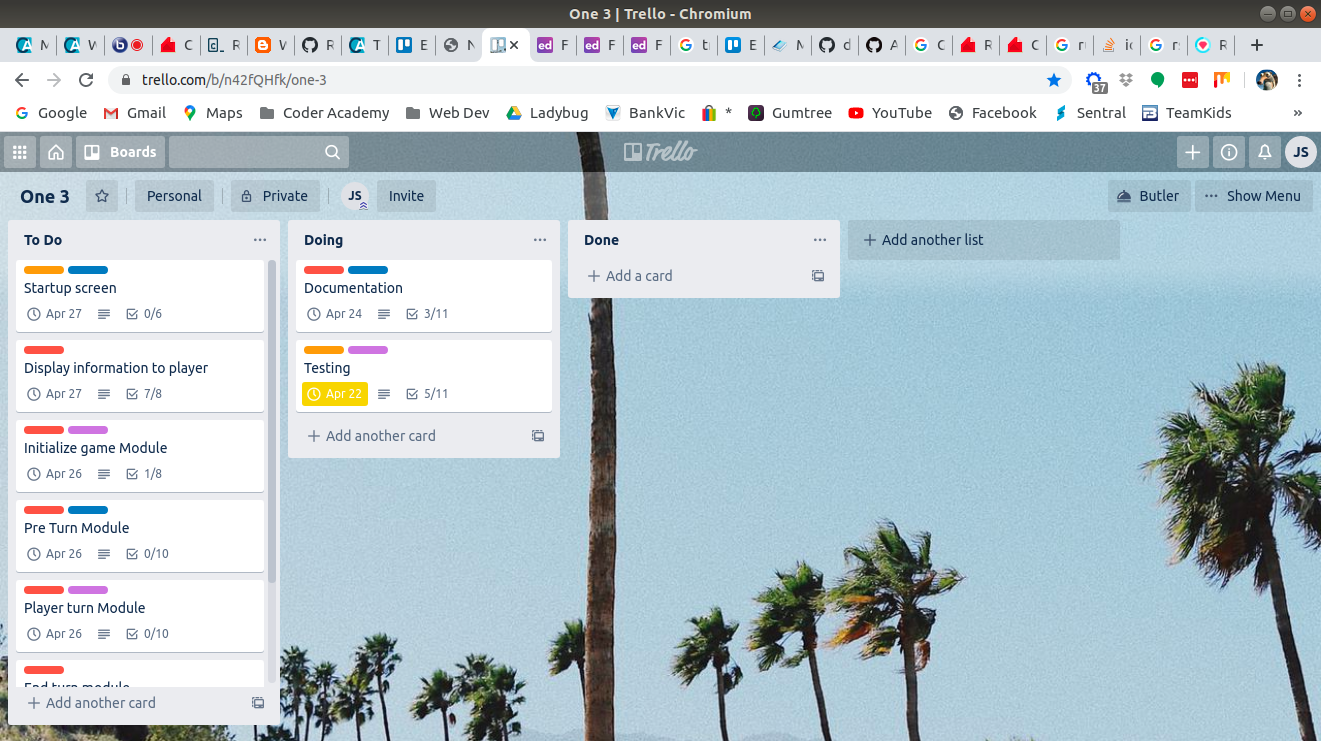 One 3 | Trello - Chromium
trello.com/b/n42fQHfk/one-3
37
Google Gmail Maps Coder Academy Web Dev Ladybug BankVic * Gumtree YouTube Facebook Sentral TeamKids »
Boards
Trello
JS
One 3 Personal Private JS Invite Butler ... Show Menu
To Do
Startup screen
Apr 27 0/6
Display information to player
Apr 27 7/8
Initialize game Module
Apr 26 1/8
Pre Turn Module
Apr 26 0/10
Player turn Module
Apr 26 0/10
End turn module
+ Add another card
Doing
Documentation
Apr 24 3/11
Testing
Apr 22 5/11
+ Add another card
Done
+ Add a card
+ Add another list